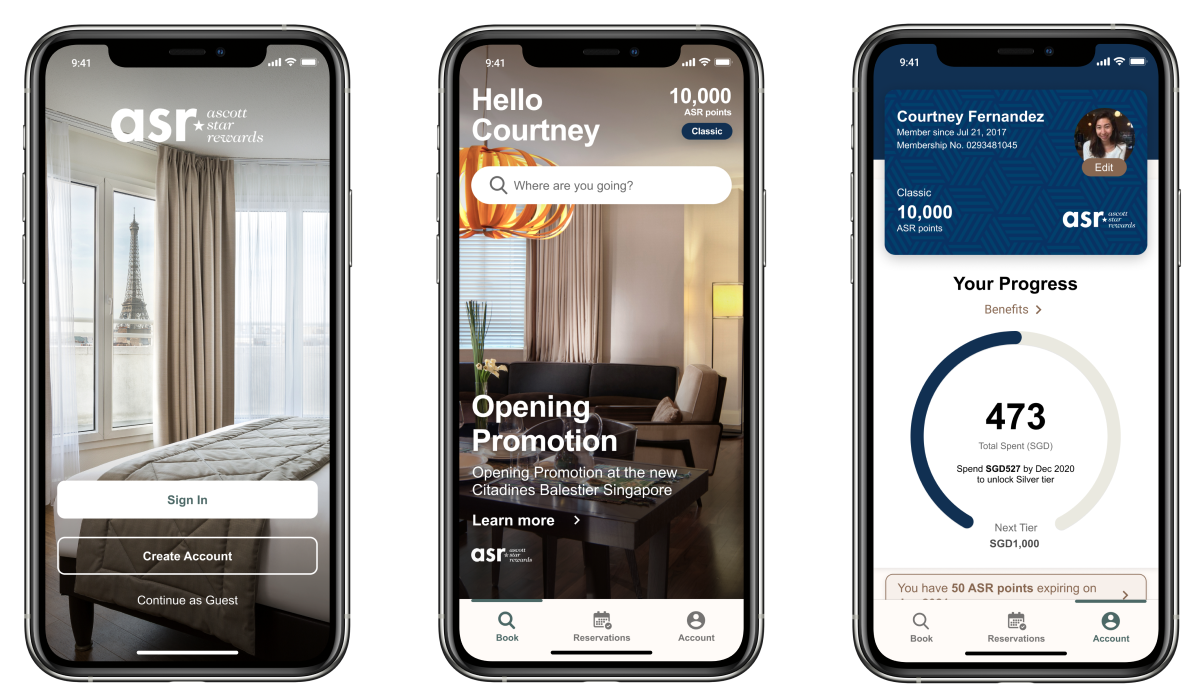 9:41
asr
ascott
star
rewards
Sign In
Create Account
Continue as Guest
9:41
Hello
Courtney
10,000
ASR points
Classic
Where are you going?
Opening
Promotion
Opening Promotion at the new
Citadines Balestier Singapore
Learn more
asr
ascott
star
rewards
Book
Reservations
Account
9:41
Courtney Fernandez
Member since Jul 21, 2017
Membership No. 0293481045
Edit
Classic
10,000
ASR points
asr
ascott
star
rewards
Your Progress
Benefits
473
Total Spent (SGD)
Spend SGD527 by Dec 2020
to unlock Silver tier
Next Tier
SGD1,000
You have 50 ASR points expiring on
Book
Reservations
Account